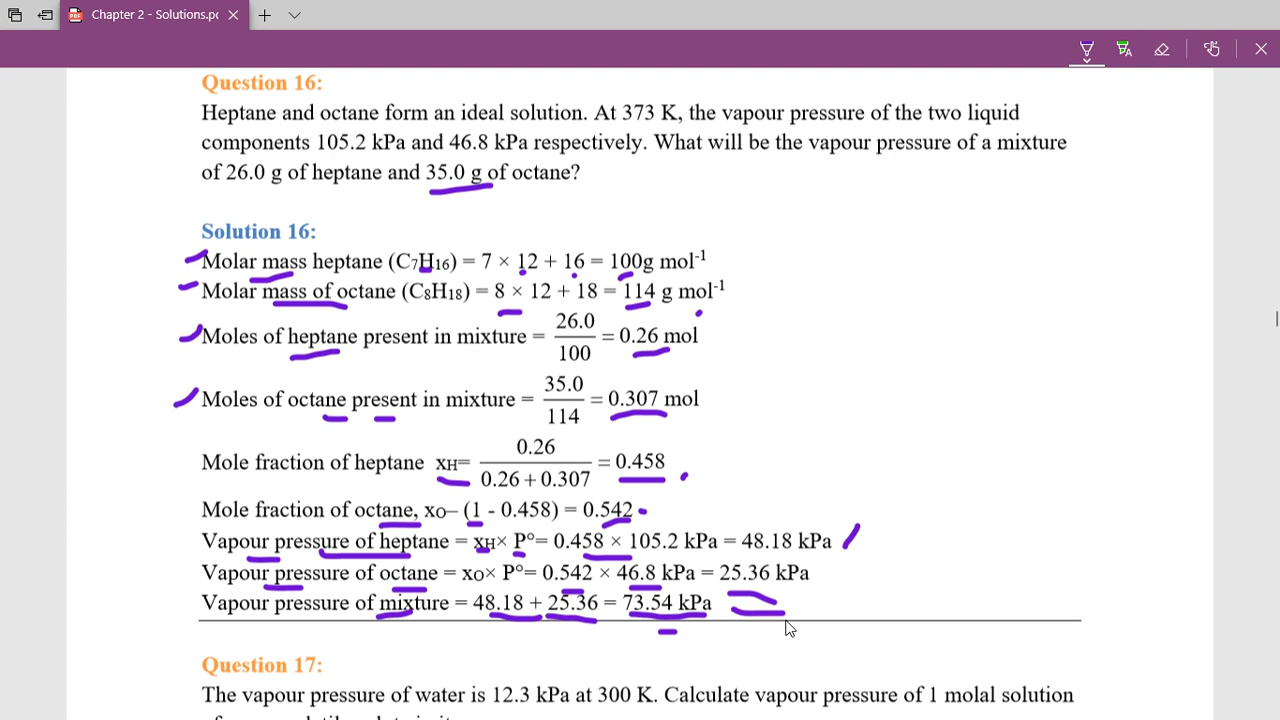 Chapter 2 - Solutions.pc
Question 16:
Heptane and octane form an ideal solution. At 373 K, the vapour pressure of the two liquid
components 105.2 kPa and 46.8 kPa respectively. What will be the vapour pressure of a mixture
of 26.0 g of heptane and 35.0 g of octane?
Solution 16:
Molar mass heptane (C₇H₁₆) = 7 × 12 + 16 = 100g mol⁻¹
Molar mass of octane (C₈H₁₈) = 8 × 12 + 18 = 114 g mol⁻¹
Moles of heptane present in mixture = 26.0/100 = 0.26 mol
Moles of octane present in mixture = 35.0/114 = 0.307 mol
Mole fraction of heptane xH= 0.26/0.26 + 0.307 = 0.458
Mole fraction of octane, xo– (1 - 0.458) = 0.542
Vapour pressure of heptane = xH× P°= 0.458 × 105.2 kPa = 48.18 kPa
Vapour pressure of octane = xo× P°= 0.542 × 46.8 kPa = 25.36 kPa
Vapour pressure of mixture = 48.18 + 25.36 = 73.54 kPa
Question 17:
The vapour pressure of water is 12.3 kPa at 300 K. Calculate vapour pressure of 1 molal solution